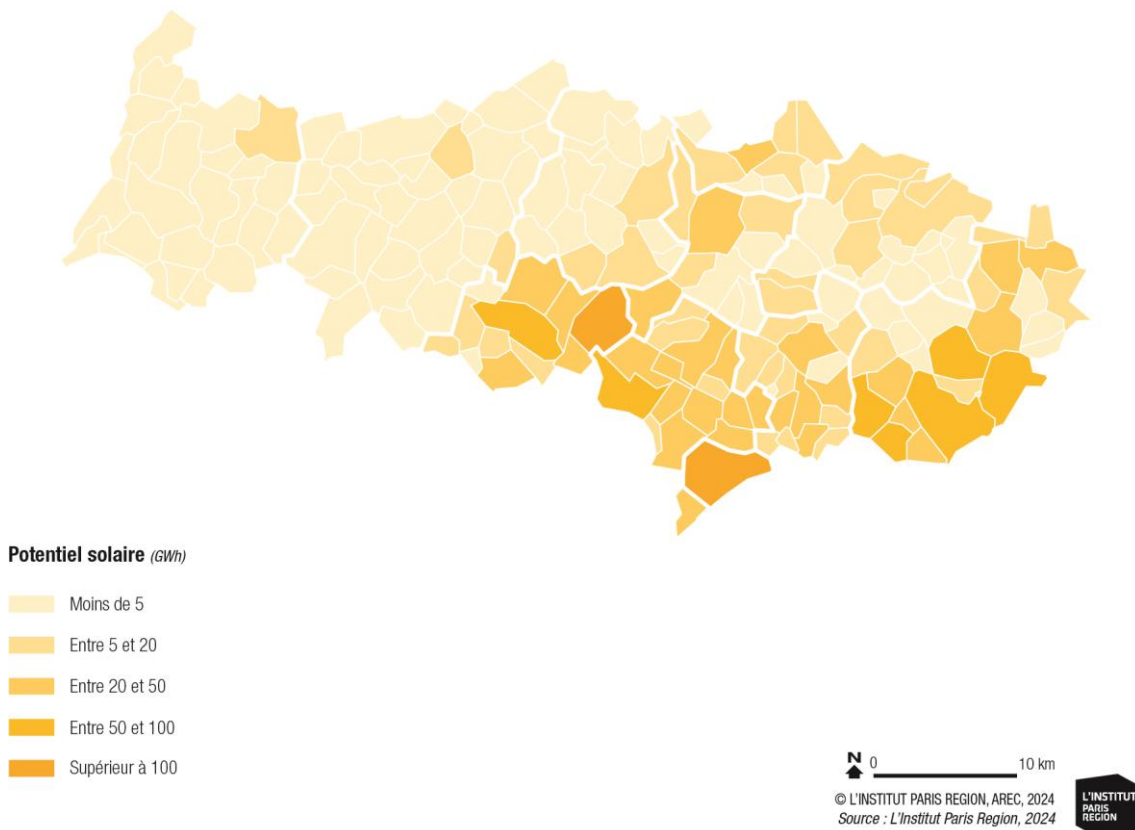 Potentiel solaire (GWh)
Moins de 5
Entre 5 et 20
Entre 20 et 50
Entre 50 et 100
Supérieur à 100
N 0 10 km
© L'INSTITUT PARIS REGION, AREC, 2024
Source : L'Institut Paris Region, 2024
L'INSTITUT
PARIS
REGION